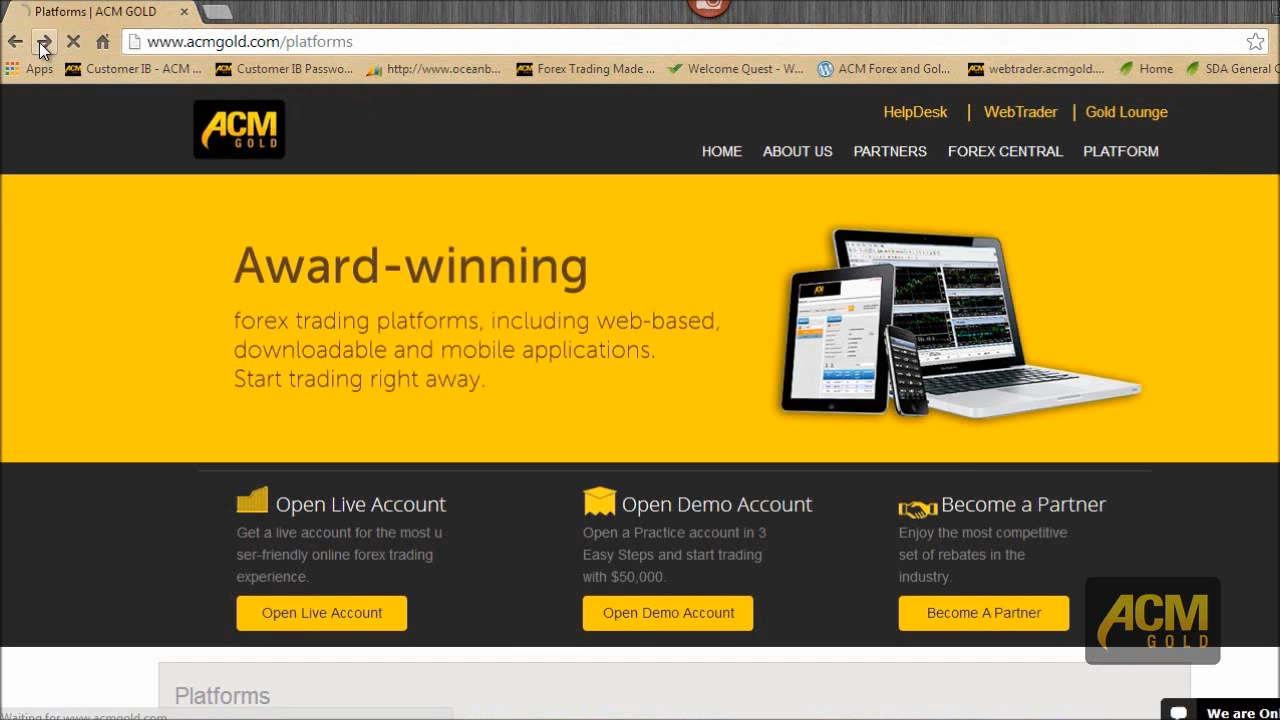 Platforms | ACM GOLD
www.acmgold.com/platforms
Apps
Customer IB - ACM ...
Customer IB Passwo...
http://www.oceanb...
Forex Trading Made ...
Welcome Quest - W...
ACM Forex and Gol...
webtrader.acmgold....
Home
SDA General C
ACM
GOLD
HelpDesk | WebTrader | Gold Lounge
HOME ABOUT US PARTNERS FOREX CENTRAL PLATFORM
Award-winning
forex trading platforms, including web-based,
downloadable and mobile applications.
Start trading right away.
Open Live Account
Get a live account for the most u
ser-friendly online forex trading
experience.
Open Live Account
Open Demo Account
Open a Practice account in 3
Easy Steps and start trading
with $50,000.
Open Demo Account
Become a Partner
Enjoy the most competitive
set of rebates in the
industry.
Become A Partner
ACM
GOLD
Platforms
Waiting for www.acmgold.com
We are On